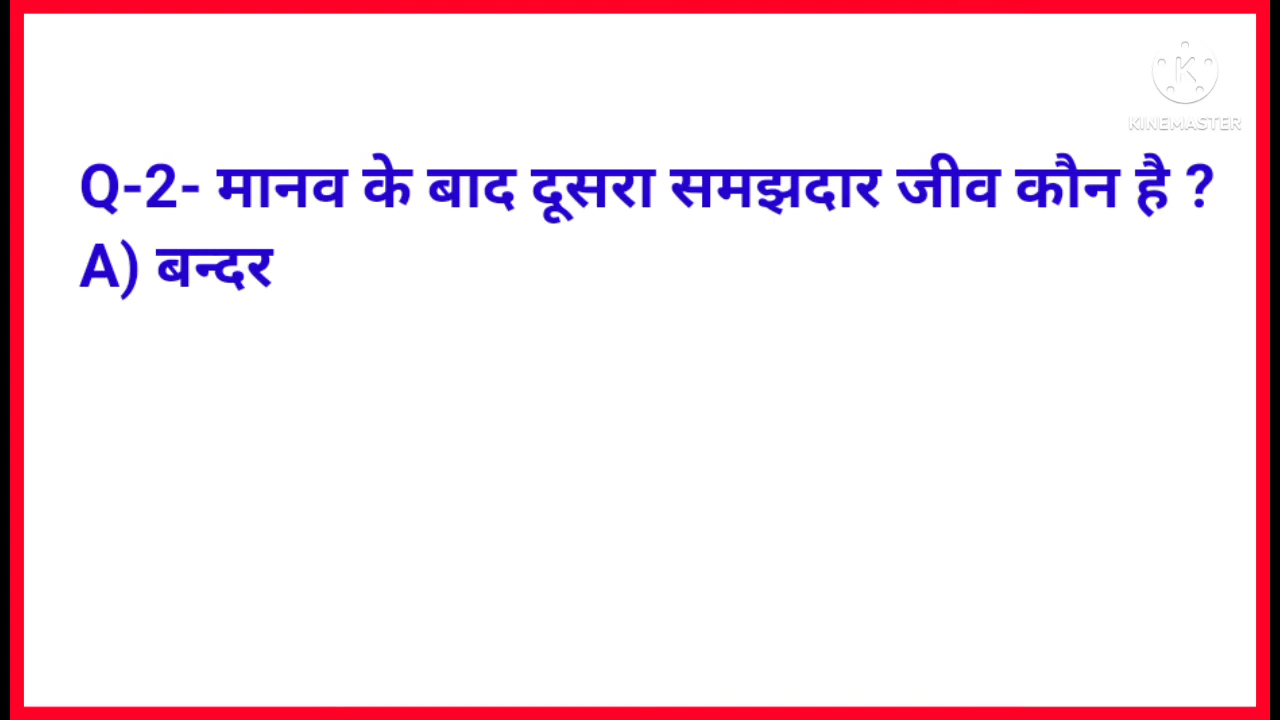 KINEMASTER
Q-2- मानव के बाद दूसरा समझदार जीव कौन है ?
A) बन्दर